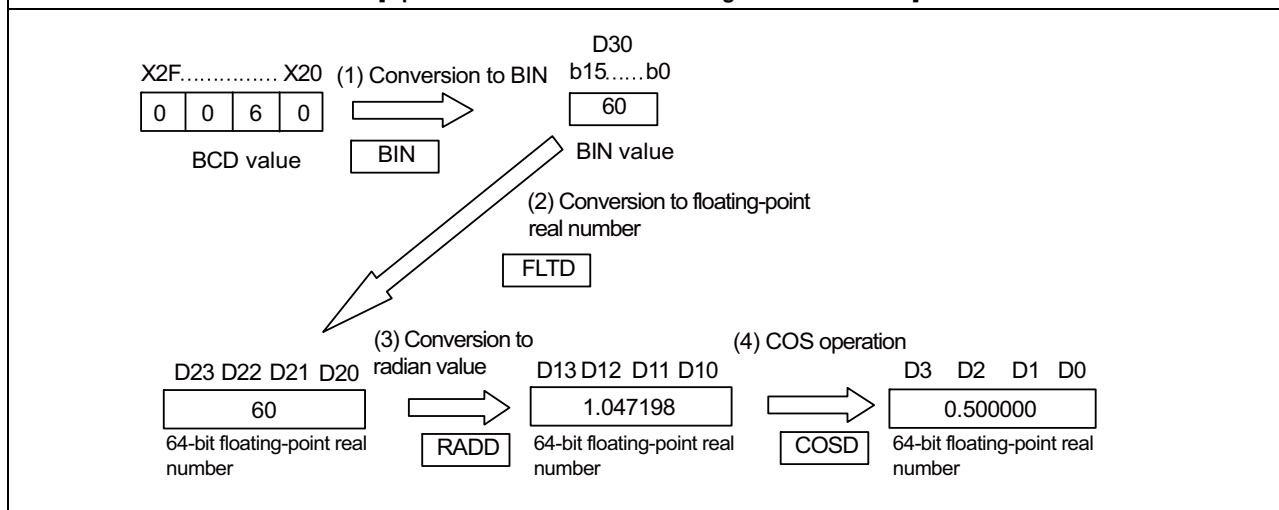 D30
X2F............... X20 (1) Conversion to BIN b15......b0
0 0 6 0
60
BCD value
BIN
BIN value
(2) Conversion to floating-point
real number
FLTD
(3) Conversion to
radian value
(4) COS operation
D23 D22 D21 D20
D13 D12 D11 D10
D3 D2 D1 D0
60
1.047198
0.500000
64-bit floating-point real
number
RADD
64-bit floating-point real
number
COSD
64-bit floating-point real
number